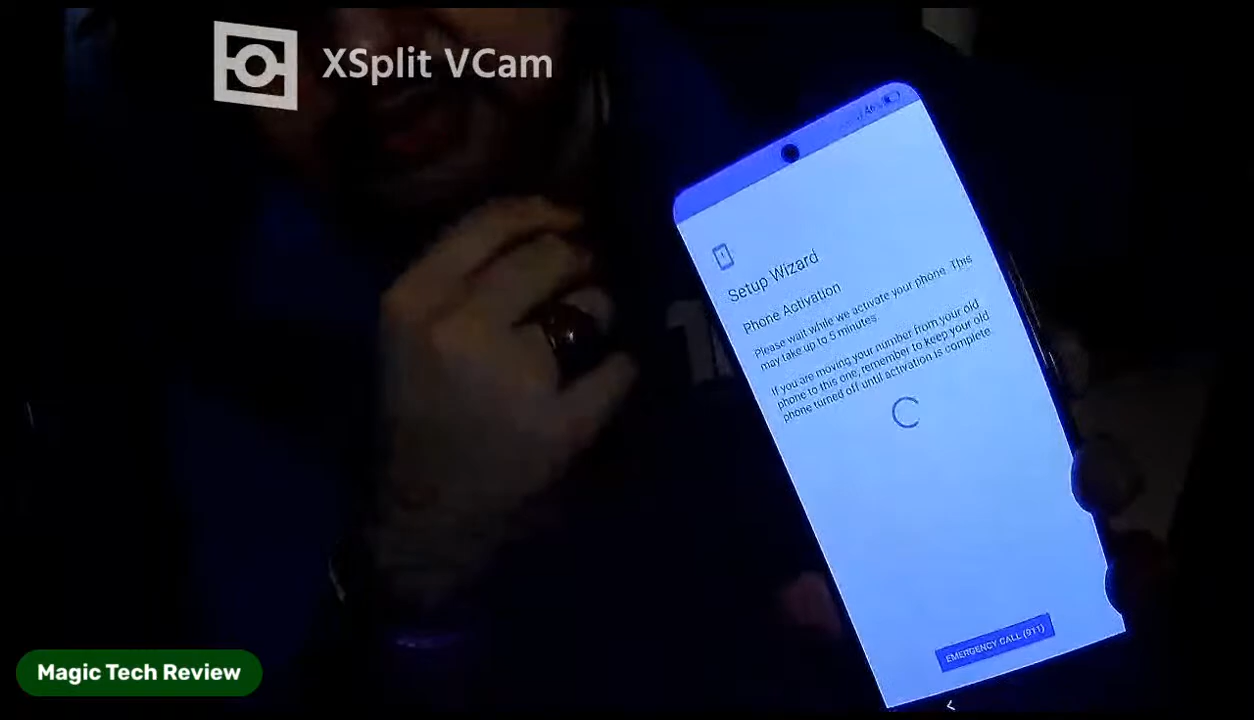 XSplit VCam
Setup Wizard
Phone Activation
Please wait while we activate your phone. This
may take up to 5 minutes.
If you are moving your number from your old
phone to this one, remember to keep your old
phone turned off until activation is complete.
EMERGENCY CALL (911)
Magic Tech Review